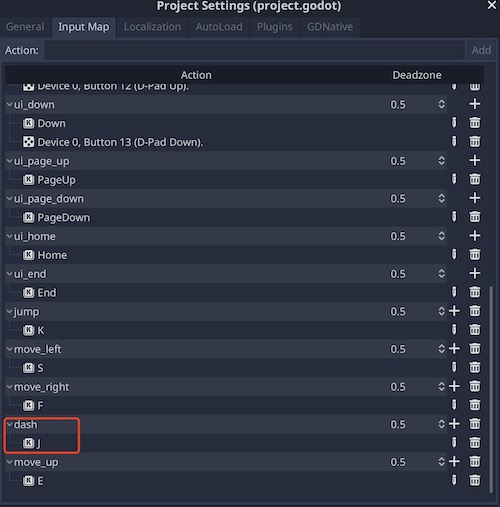 Project Settings (project.godot)
General Input Map Localization AutoLoad Plugins GDNative
Action: Add
Action Deadzone
Device 0, Button 12 (D-Pad Up).
ui_down 0.5
Down
Device 0, Button 13 (D-Pad Down).
ui_page_up 0.5
PageUp
ui_page_down 0.5
PageDown
ui_home 0.5
Home
ui_end 0.5
End
jump 0.5
K
move_left 0.5
S
move_right 0.5
F
dash 0.5
J
move_up 0.5
E